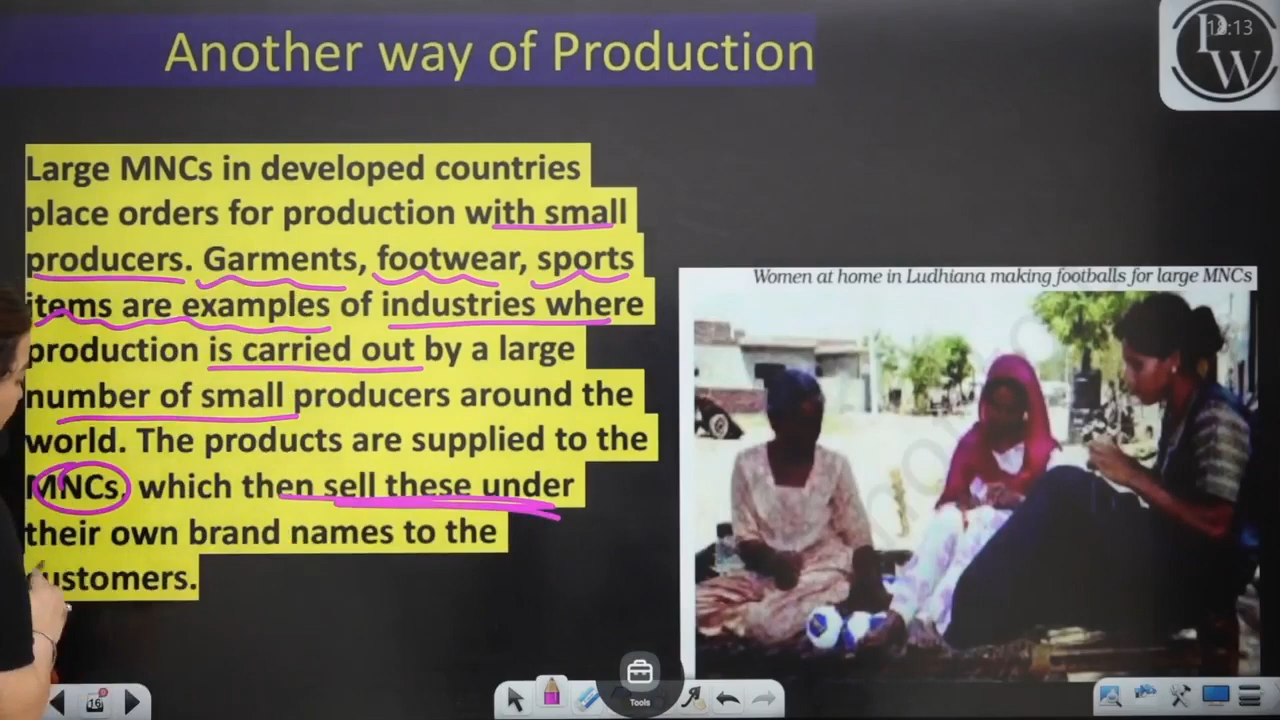 Another way of Production
18:13
P
W
Large MNCs in developed countries
place orders for production with small
producers. Garments, footwear, sports
items are examples of industries where
production is carried out by a large
number of small producers around the
world. The products are supplied to the
MNCs, which then sell these under
their own brand names to the
customers.
Women at home in Ludhiana making footballs for large MNCs
16
Tools